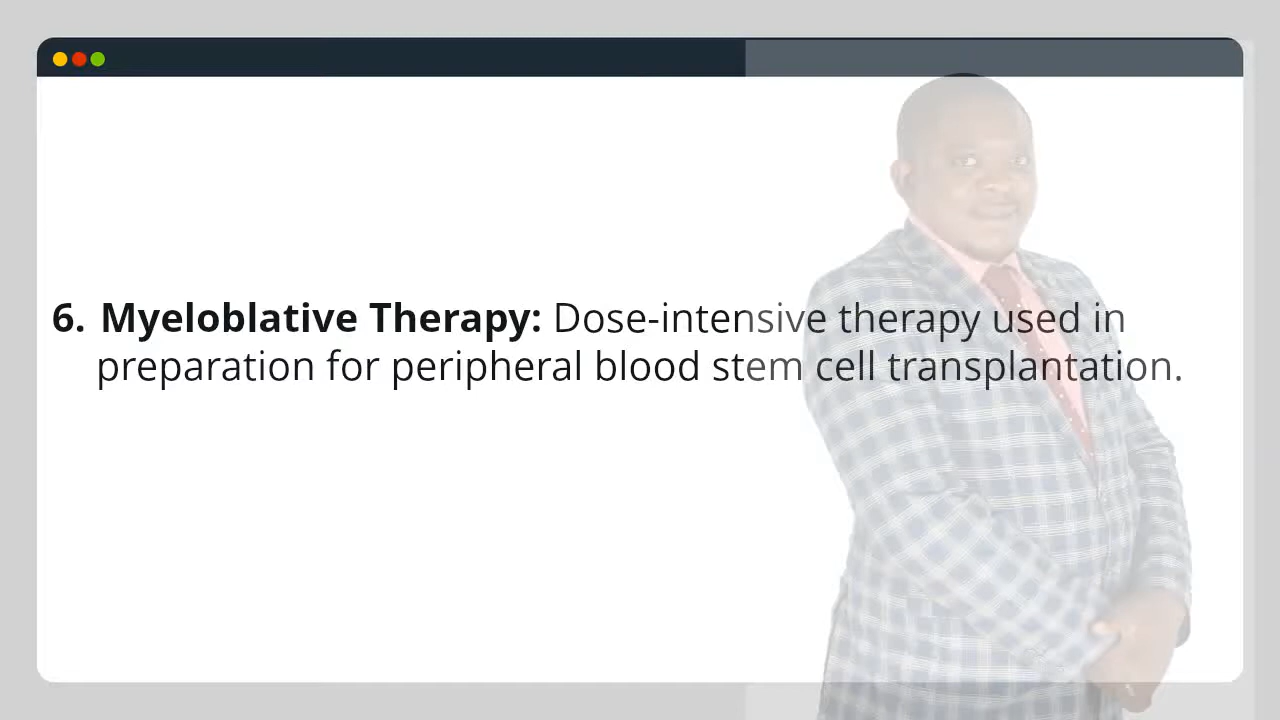 6. Myeloblative Therapy: Dose-intensive therapy used in
preparation for peripheral blood stem cell transplantation.